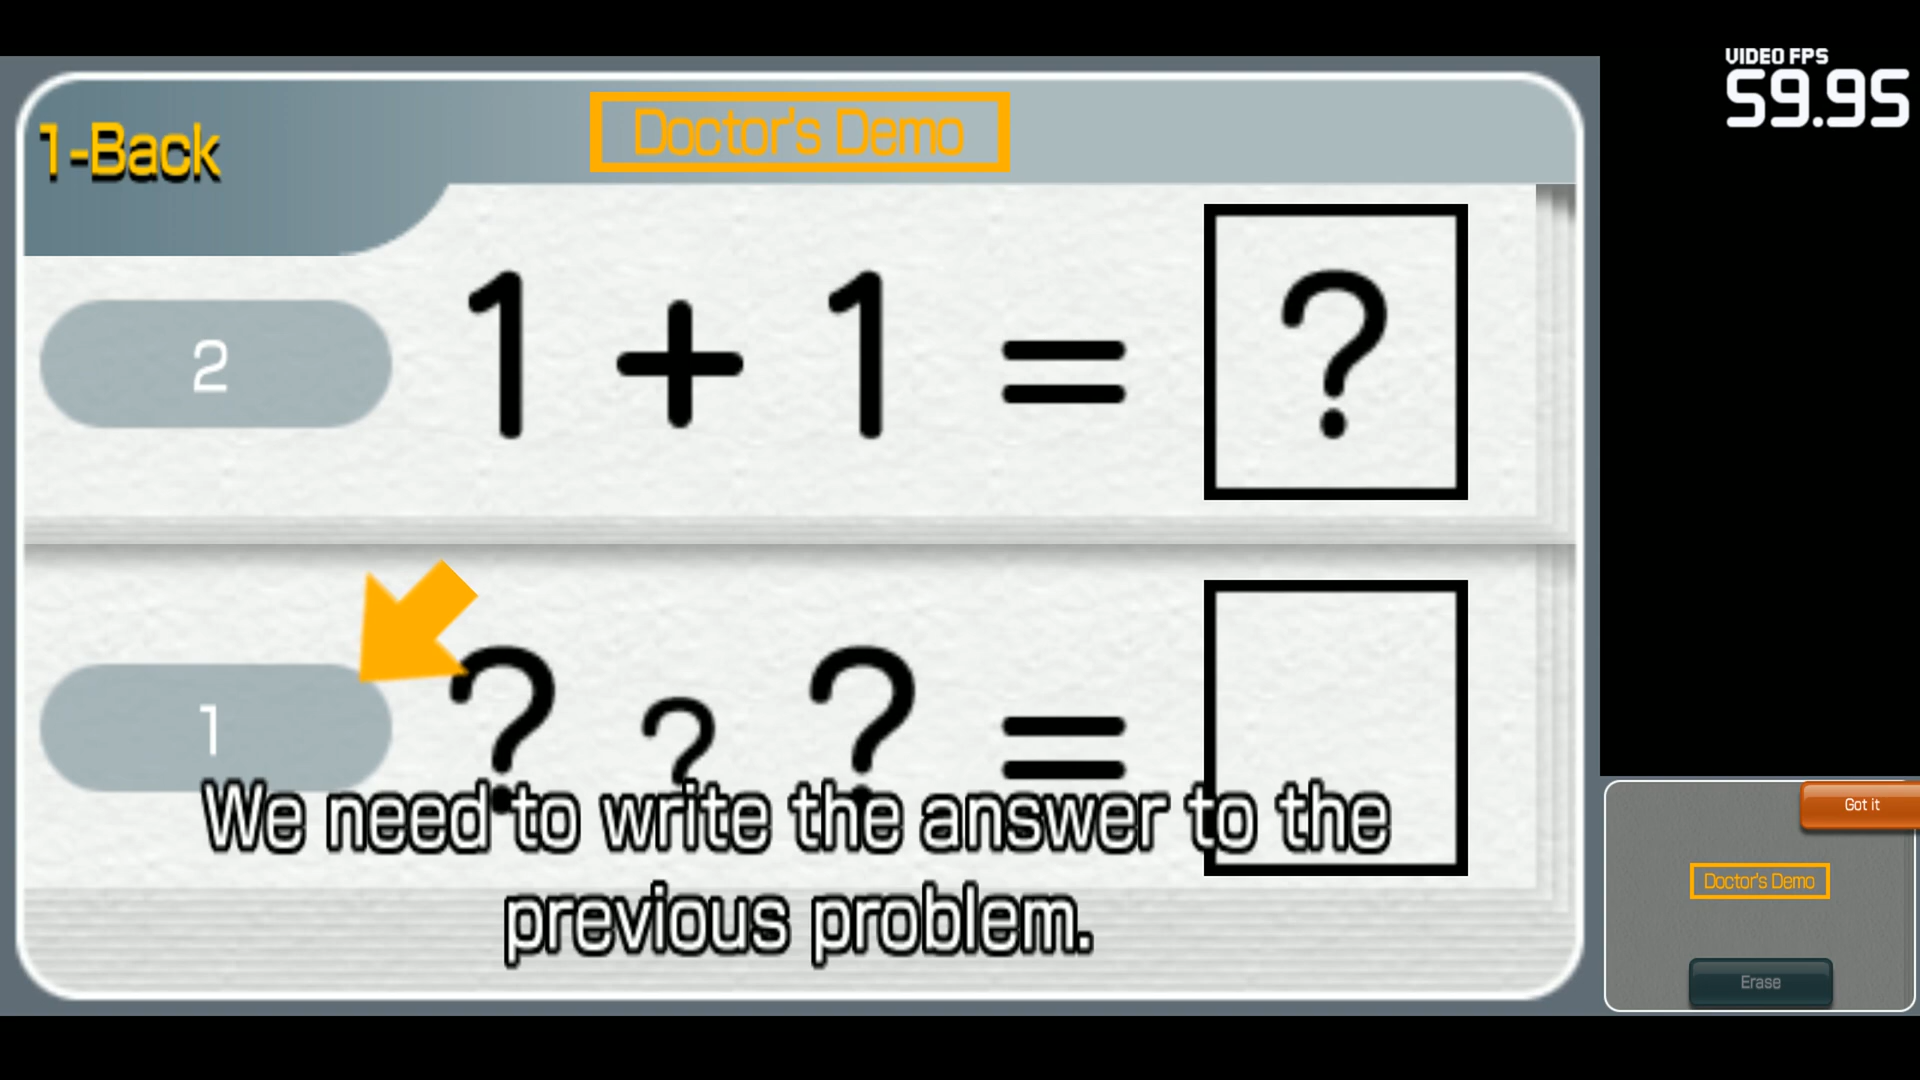 VIDEO FPS
59.95
1-Back
Doctor's Demo
2
1 + 1 = ?
1
? ? ? =
We need to write the answer to the
previous problem.
Got it
Doctor's Demo
Erase